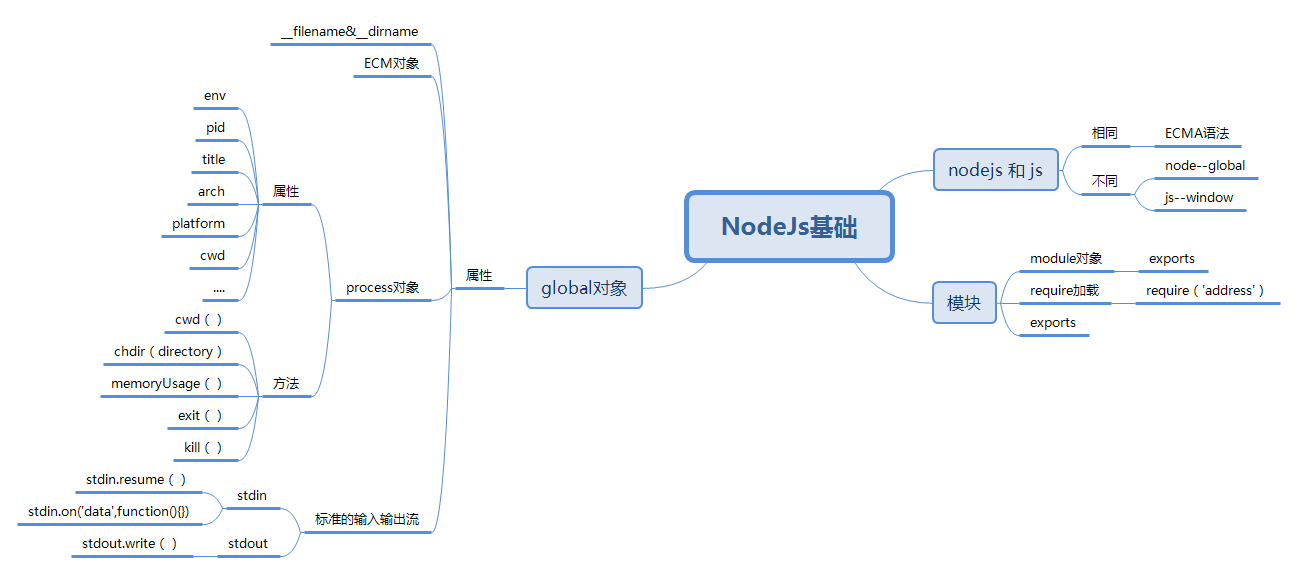 NodeJs基础
nodejs 和 js
相同
ECMA语法
不同
node--global
js--window
模块
module对象
exports
require加载
require（'address'）
exports
global对象
属性
__filename&__dirname
ECM对象
process对象
属性
env
pid
title
arch
platform
cwd
....
方法
cwd（ ）
chdir（directory）
memoryUsage（ ）
exit（ ）
kill（ ）
标准的输入输出流
stdin
stdin.resume（ ）
stdin.on('data',function(){})
stdout
stdout.write（ ）